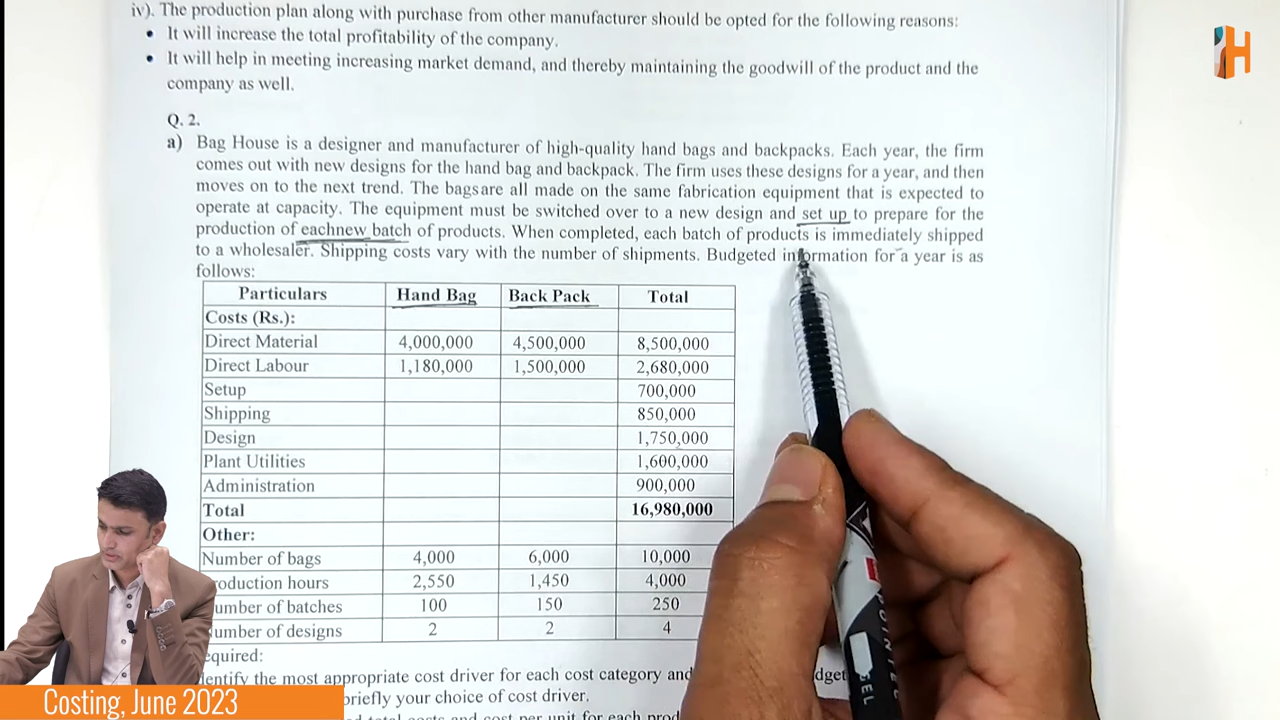 iv). The production plan along with purchase from other manufacturer should be opted for the following reasons:
• It will increase the total profitability of the company.
• It will help in meeting increasing market demand, and thereby maintaining the goodwill of the product and the
company as well.
H
Q. 2.
a) Bag House is a designer and manufacturer of high-quality hand bags and backpacks. Each year, the firm
comes out with new designs for the hand bag and backpack. The firm uses these designs for a year, and then
moves on to the next trend. The bagsare all made on the same fabrication equipment that is expected to
operate at capacity. The equipment must be switched over to a new design and set up to prepare for the
production of eachnew batch of products. When completed, each batch of products is immediately shipped
to a wholesaler. Shipping costs vary with the number of shipments. Budgeted information for a year is as
follows:
Particulars Hand Bag Back Pack Total
Costs (Rs.):
Direct Material 4,000,000 4,500,000 8,500,000
Direct Labour 1,180,000 1,500,000 2,680,000
Setup 700,000
Shipping 850,000
Design 1,750,000
Plant Utilities 1,600,000
Administration 900,000
Total 16,980,000
Other:
Number of bags 4,000 6,000 10,000
roduction hours 2,550 1,450 4,000
umber of batches 100 150 250
umber of designs 2 2 4
equired:
dentify the most appropriate cost driver for each cost category and dget
briefly your choice of cost driver.
total costs and cost per unit for each prod
Costing, June 2023